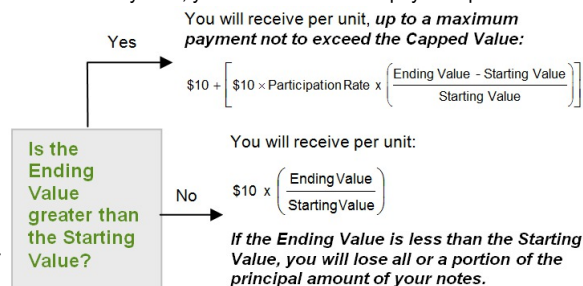 You will receive per unit, up to a maximum
payment not to exceed the Capped Value:
Yes
$10 + [$10 × Participation Rate x (Ending Value - Starting Value / Starting Value)]
Is the
Ending
Value
greater than
the Starting
Value?
No
You will receive per unit:
$10 x (Ending Value / Starting Value)
If the Ending Value is less than the Starting
Value, you will lose all or a portion of the
principal amount of your notes.